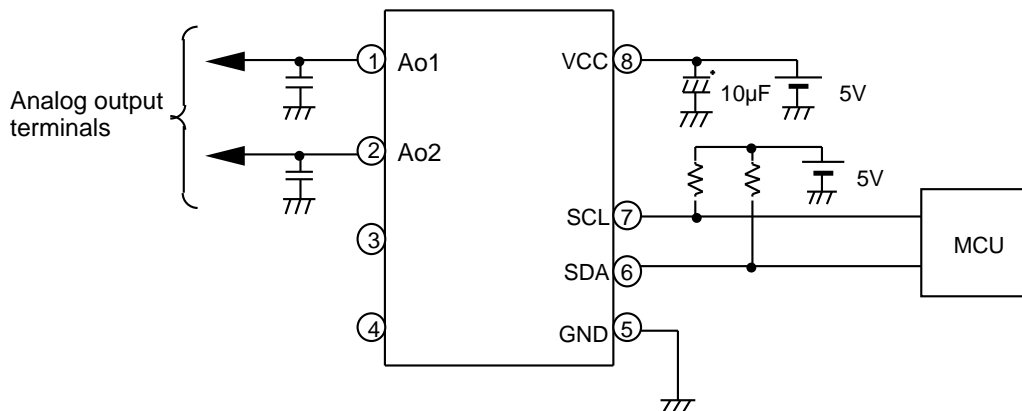 Analog output
terminals
1 Ao1
2 Ao2
3
4
VCC 8
SCL 7
SDA 6
GND 5
10µF
5V
5V
MCU